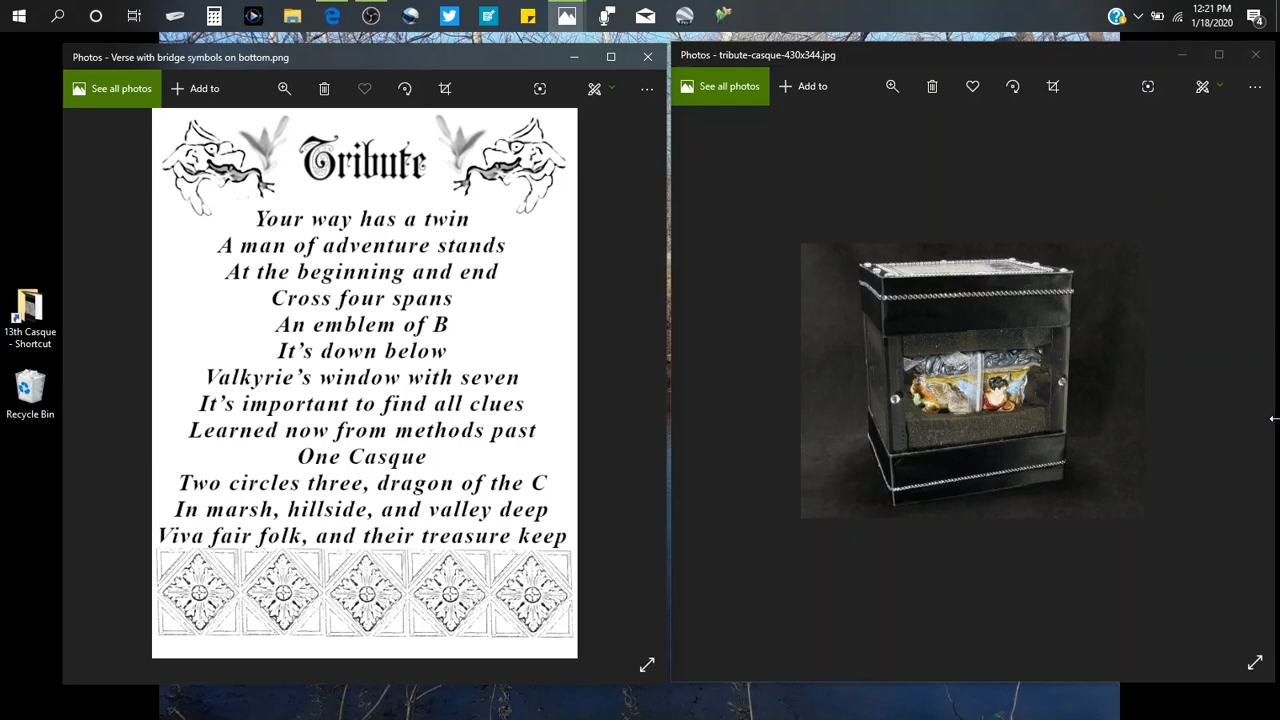 12:21 PM
1/18/2020
4
Photos - Verse with bridge symbols on bottom.png
See all photos
Add to
Tribute
Your way has a twin
A man of adventure stands
At the beginning and end
Cross four spans
An emblem of B
It's down below
Valkyrie's window with seven
It's important to find all clues
Learned now from methods past
One Casque
Two circles three, dragon of the C
In marsh, hillside, and valley deep
Viva fair folk, and their treasure keep
Photos - tribute-casque-430x344.jpg
See all photos
Add to
13th Casque
- Shortcut
Recycle Bin